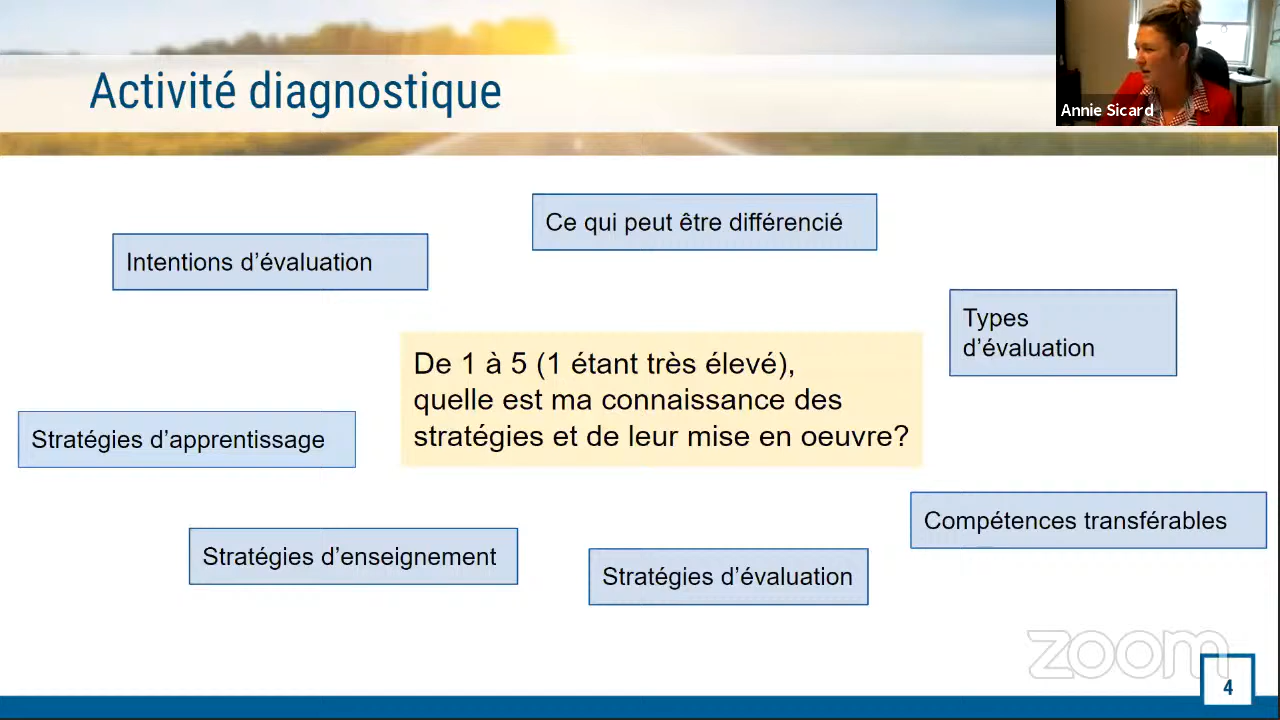 Activité diagnostique
Annie Sicard
Ce qui peut être différencié
Intentions d’évaluation
Types
d’évaluation
De 1 à 5 (1 étant très élevé),
quelle est ma connaissance des
stratégies et de leur mise en oeuvre?
Stratégies d’apprentissage
Compétences transférables
Stratégies d’enseignement
Stratégies d’évaluation
zoom
4